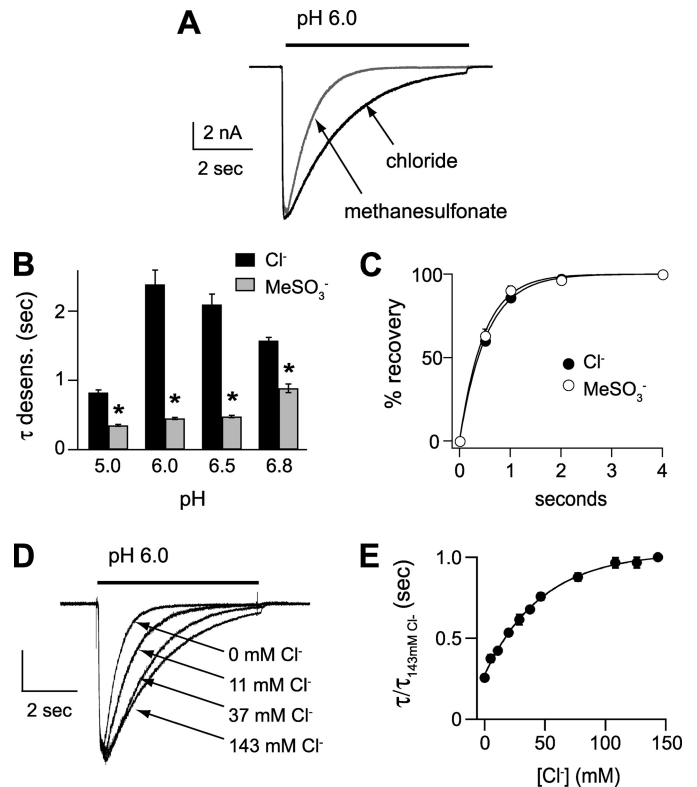 A
pH 6.0
2 nA
2 sec
chloride
methanesulfonate
B
Cl⁻
MeSO₃⁻
τ desens. (sec)
2
1
0
* * * *
5.0 6.0 6.5 6.8
pH
C
% recovery
100
50
0
Cl⁻
MeSO₃⁻
0 1 2 3 4
seconds
D
pH 6.0
2 sec
0 mM Cl⁻
11 mM Cl⁻
37 mM Cl⁻
143 mM Cl⁻
E
τ/τ143mM Cl- (sec)
1.0
0.5
0
0 50 100 150
[Cl⁻] (mM)